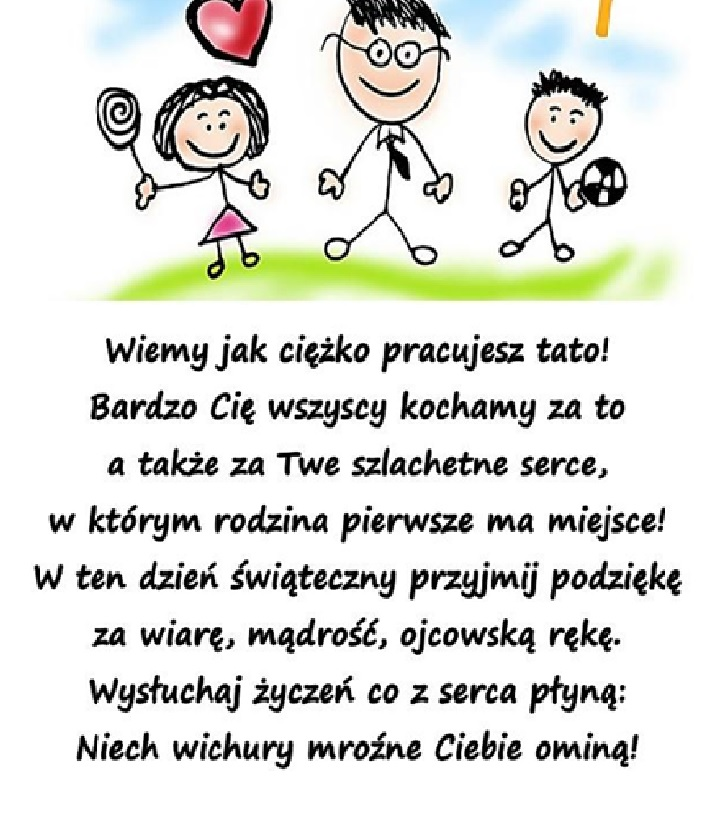 Wiemy jak ciężko pracujesz tato!
Bardzo Cię wszyscy kochamy za to
a także za Twe szlachetne serce,
w którym rodzina pierwsze ma miejsce!
W ten dzień świąteczny przyjmij podziękę
za wiarę, mądrość, ojcowską rękę.
Wysłuchaj życzeń co z serca płyną:
Niech wichury mroźne Ciebie ominą!